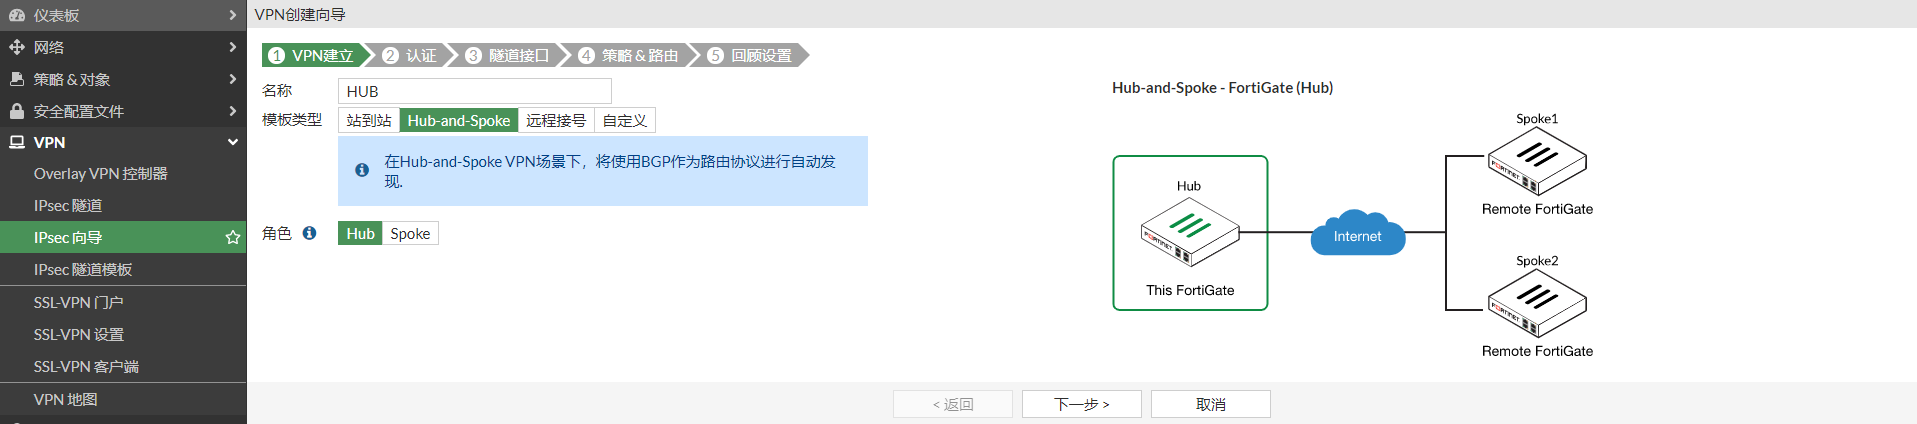 仪表板
网络
策略 & 对象
安全配置文件
VPN
Overlay VPN 控制器
IPsec 隧道
IPsec 向导
IPsec 隧道模板
SSL-VPN 门户
SSL-VPN 设置
SSL-VPN 客户端
VPN 地图
VPN创建向导
1 VPN建立 2 认证 3 隧道接口 4 策略 & 路由 5 回顾设置
名称 HUB
模板类型 站到站 Hub-and-Spoke 远程接号 自定义
在Hub-and-Spoke VPN场景下，将使用BGP作为路由协议进行自动发
现.
角色 Hub Spoke
Hub-and-Spoke - FortiGate (Hub)
Spoke1
FORTINET
Remote FortiGate
Hub
FORTINET
This FortiGate
Internet
Spoke2
FORTINET
Remote FortiGate
< 返回 下一步 > 取消